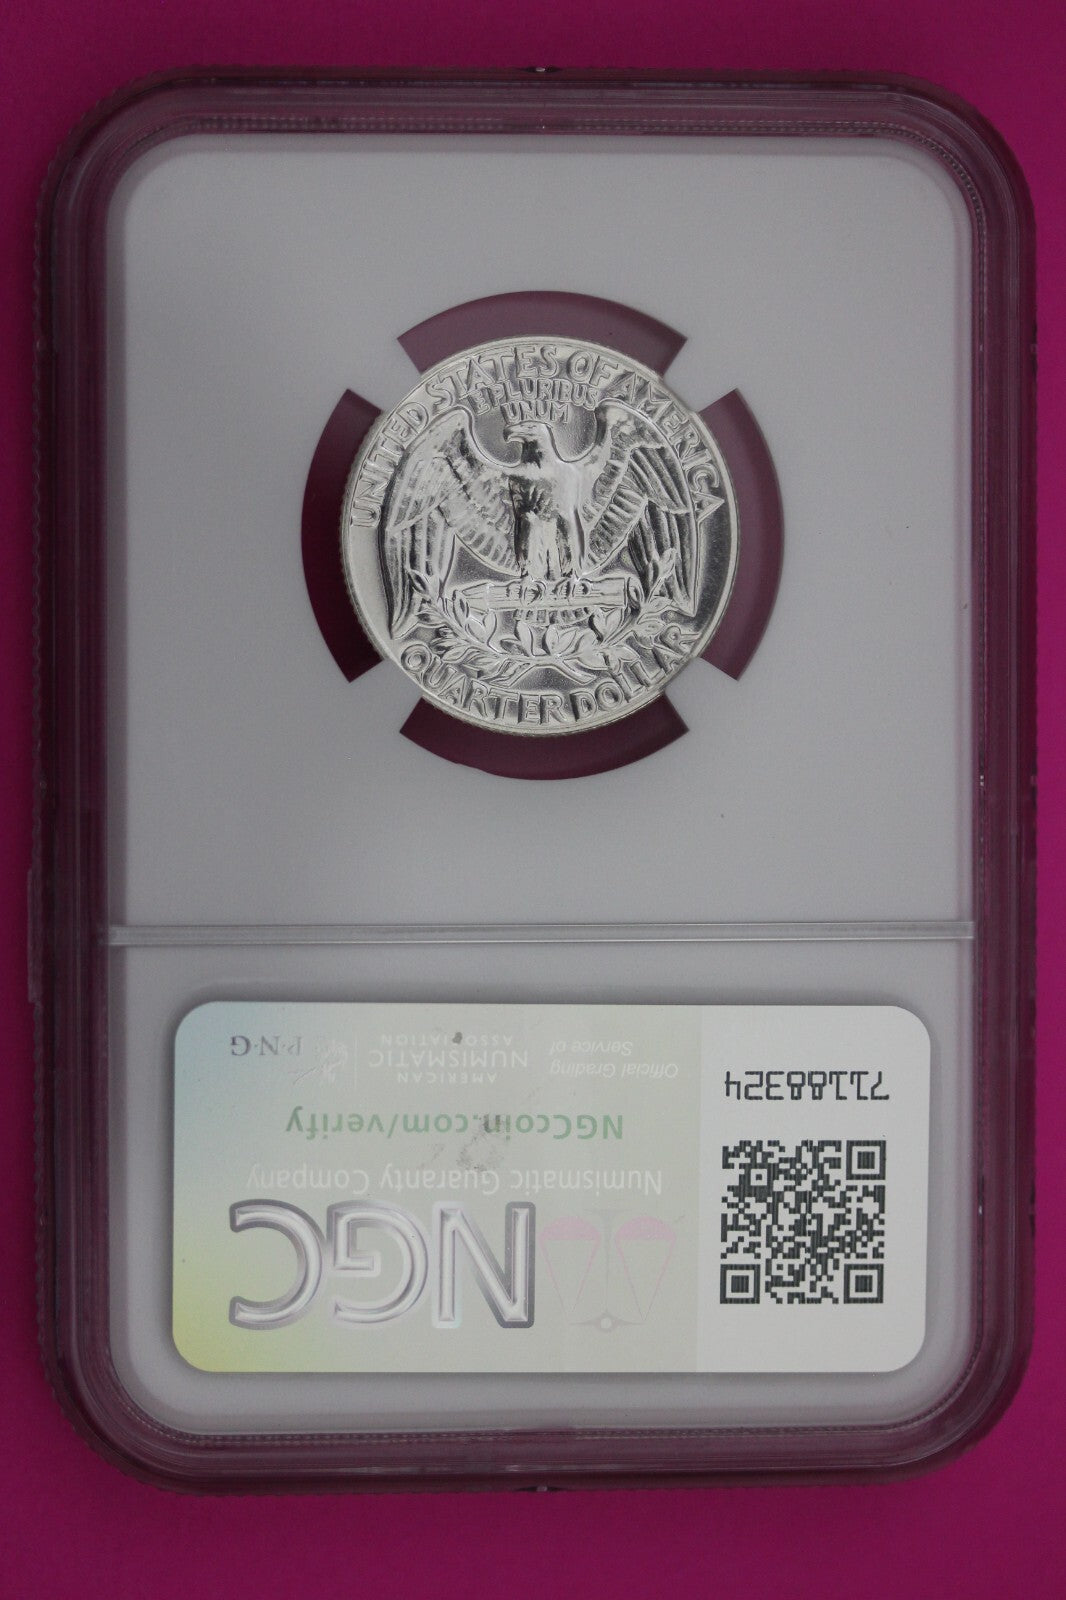 UNITED STATES OF AMERICA
E PLURIBUS
UNUM
QUARTER DOLLAR
NGC
Numismatic Guaranty Company
NGCcoin.com/verify
Official Grading
Service of
AMERICAN
NUMISMATIC
ASSOCIATION
P·N·G
71188324